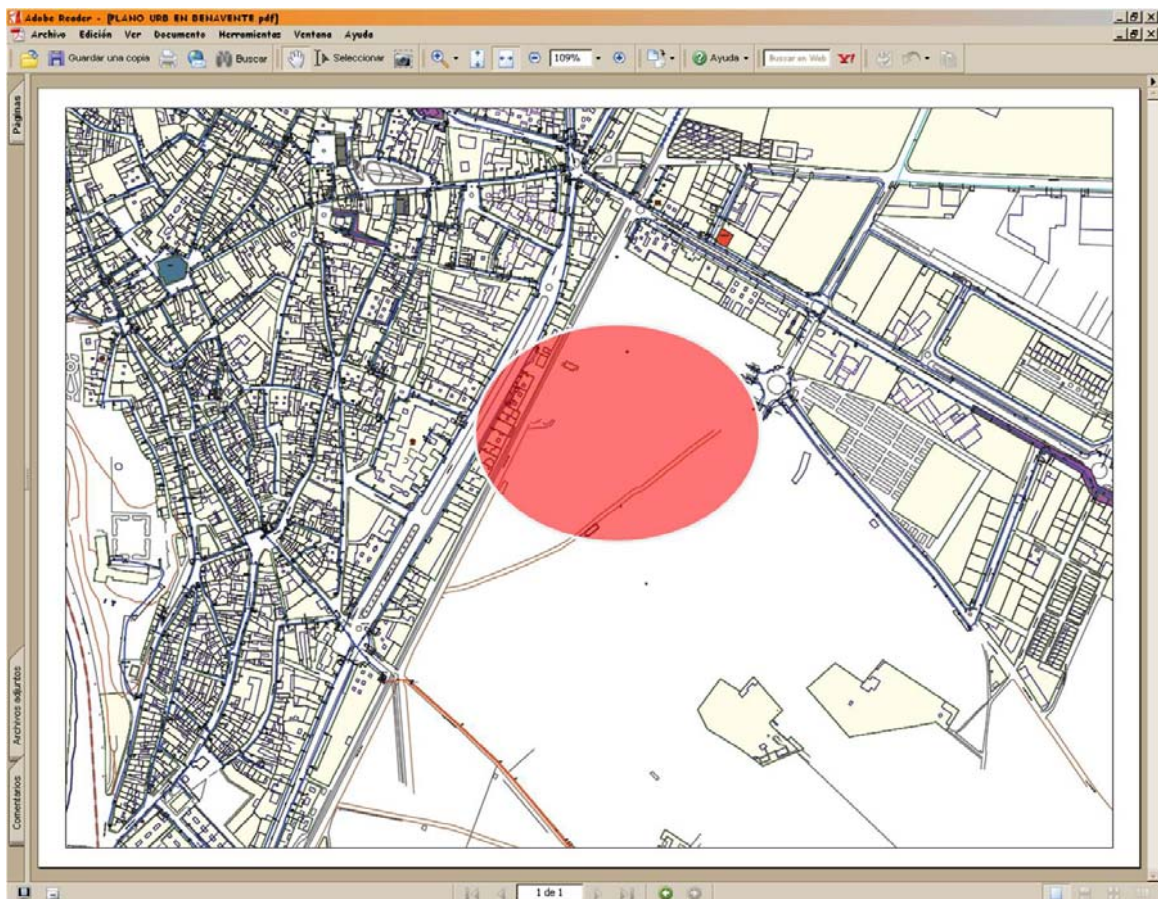 Adobe Reader - [PLANO URB EN BENAVENTE pdf]
Archivo Edición Ver Documento Herramientas Ventana Ayuda
Guardar una copia Buscar Seleccionar 109% Ayuda Buscar en Web Y!
Páginas
Archivos adjuntos
Comentarios
1 de 1